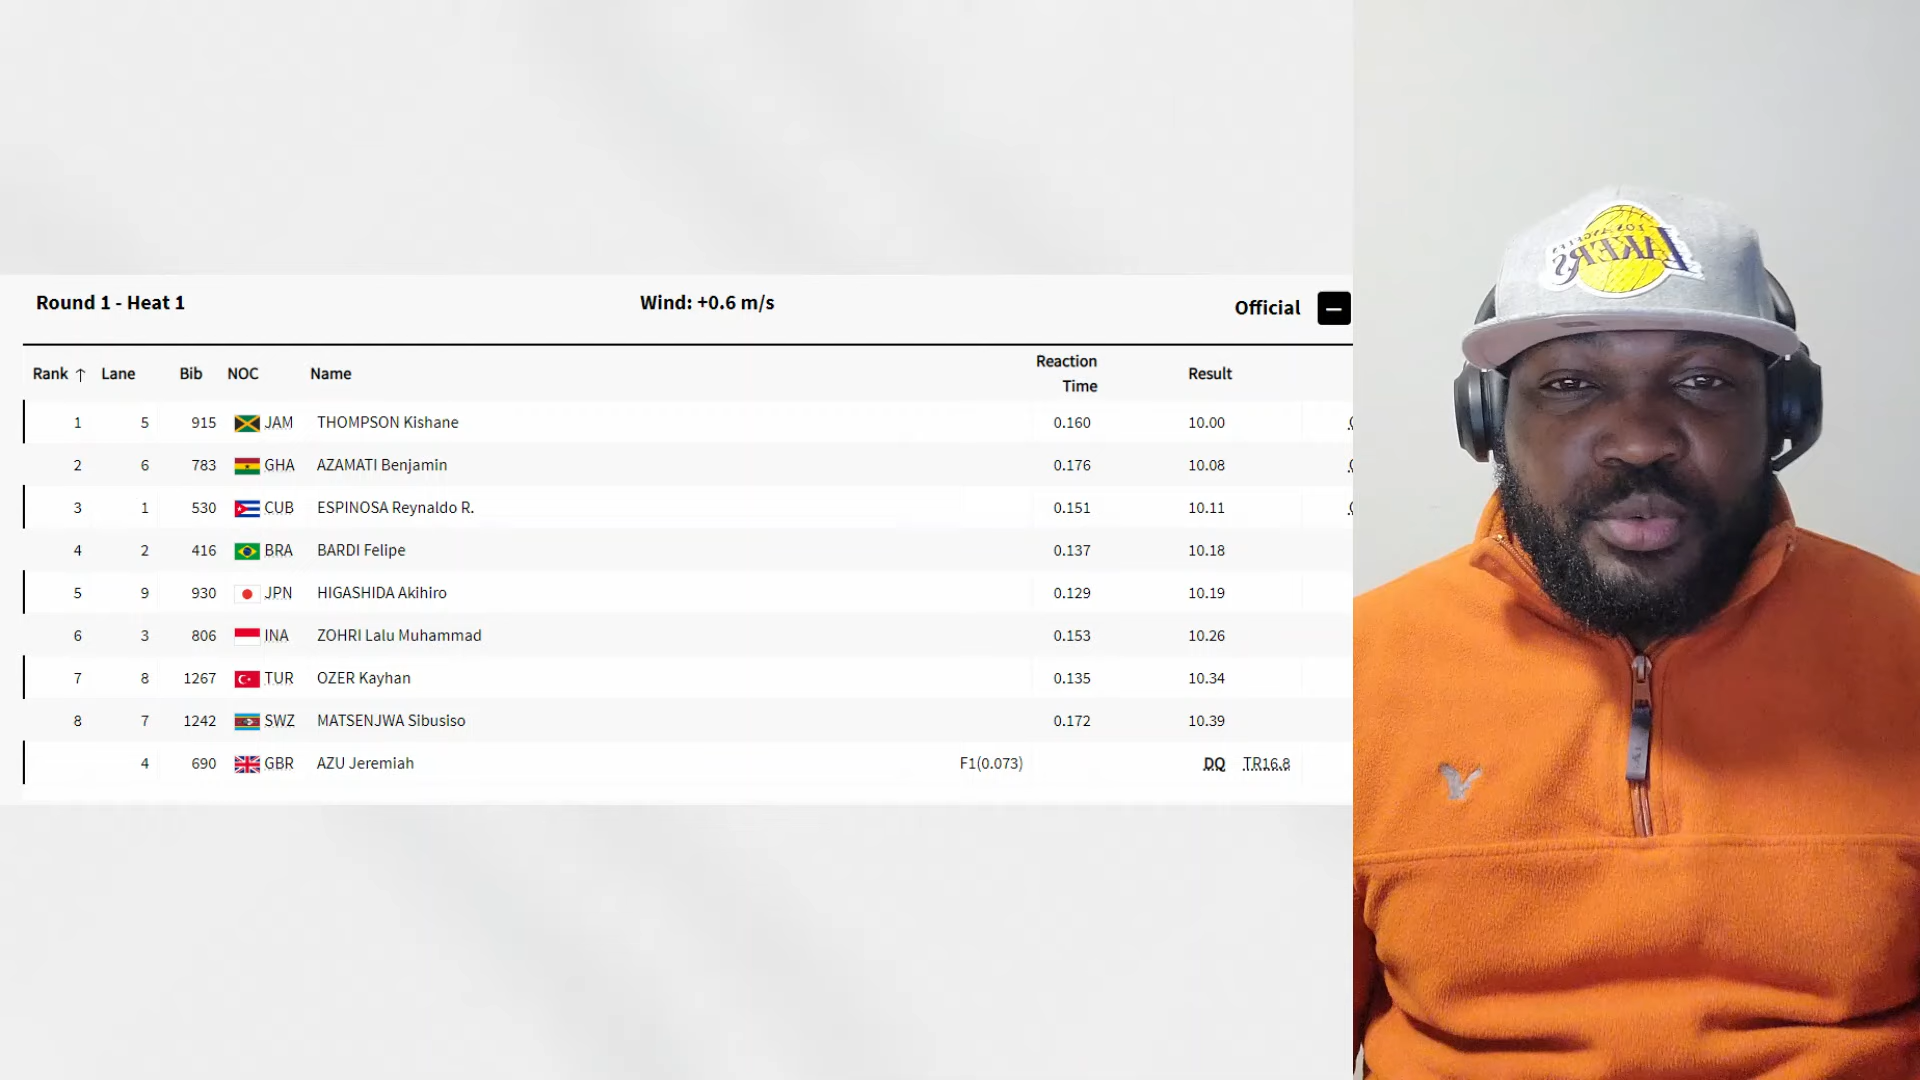 Round 1 - Heat 1 Wind: +0.6 m/s Official
Rank ↑ Lane Bib NOC Name Reaction Time Result
1 5 915 JAM THOMPSON Kishane 0.160 10.00
2 6 783 GHA AZAMATI Benjamin 0.176 10.08
3 1 530 CUB ESPINOSA Reynaldo R. 0.151 10.11
4 2 416 BRA BARDI Felipe 0.137 10.18
5 9 930 JPN HIGASHIDA Akihiro 0.129 10.19
6 3 806 INA ZOHRI Lalu Muhammad 0.153 10.26
7 8 1267 TUR OZER Kayhan 0.135 10.34
8 7 1242 SWZ MATSENJWA Sibusiso 0.172 10.39
4 690 GBR AZU Jeremiah F1(0.073) DQ TR16.8
LOS ANGELES
LAKERS